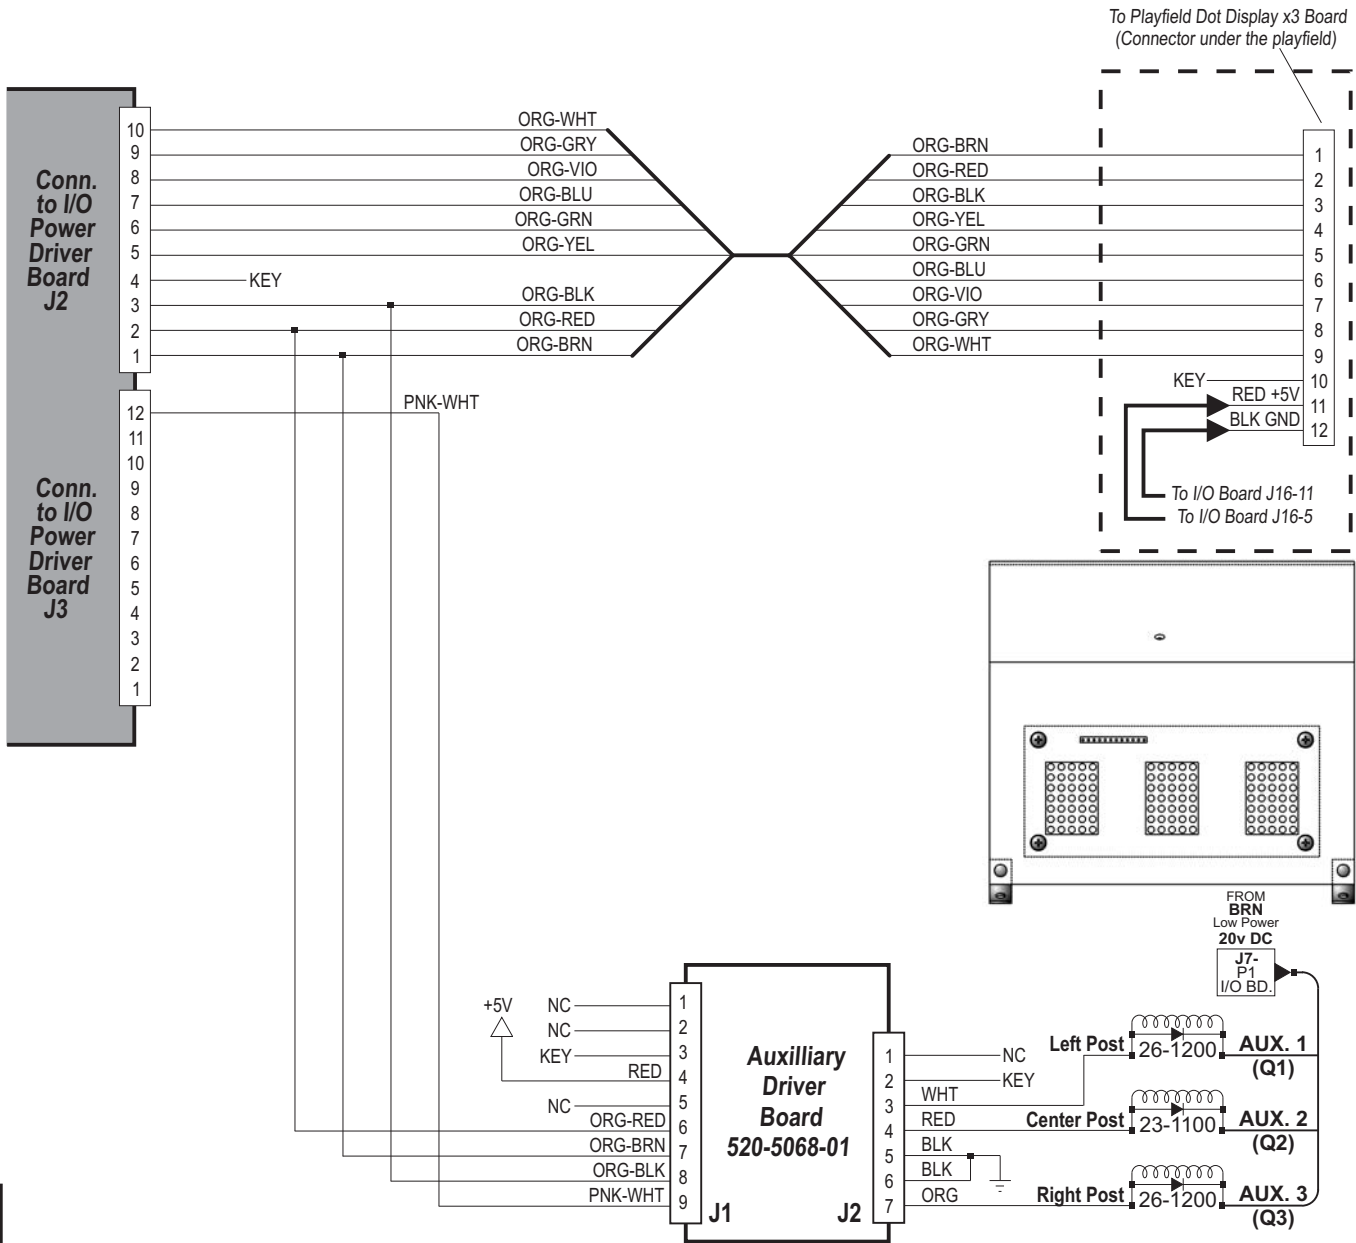 To Playfield Dot Display x3 Board
(Connector under the playfield)
Conn.
to I/O
Power
Driver
Board
J2
10
9
8
7
6
5
4
3
2
1
ORG-WHT
ORG-GRY
ORG-VIO
ORG-BLU
ORG-GRN
ORG-YEL
KEY
ORG-BLK
ORG-RED
ORG-BRN
ORG-BRN
ORG-RED
ORG-BLK
ORG-YEL
ORG-GRN
ORG-BLU
ORG-VIO
ORG-GRY
ORG-WHT
KEY
RED +5V
BLK GND
1
2
3
4
5
6
7
8
9
10
11
12
To I/O Board J16-11
To I/O Board J16-5
Conn.
to I/O
Power
Driver
Board
J3
12
11
10
9
8
7
6
5
4
3
2
1
PNK-WHT
FROM
BRN
Low Power
20v DC
J7-
P1
I/O BD.
+5V
NC
NC
KEY
RED
NC
ORG-RED
ORG-BRN
ORG-BLK
PNK-WHT
1
2
3
4
5
6
7
8
9
J1
Auxilliary
Driver
Board
520-5068-01
J2
1
2
3
4
5
6
7
NC
KEY
WHT
RED
BLK
BLK
ORG
Left Post
26-1200
AUX. 1
(Q1)
Center Post
23-1100
AUX. 2
(Q2)
Right Post
26-1200
AUX. 3
(Q3)